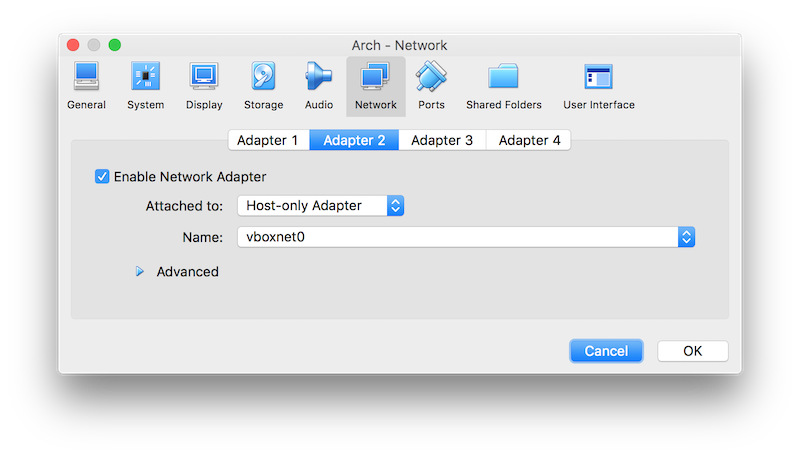 Arch - Network
General System Display Storage Audio Network Ports Shared Folders User Interface
Adapter 1 Adapter 2 Adapter 3 Adapter 4
Enable Network Adapter
Attached to: Host-only Adapter
Name: vboxnet0
Advanced
Cancel OK